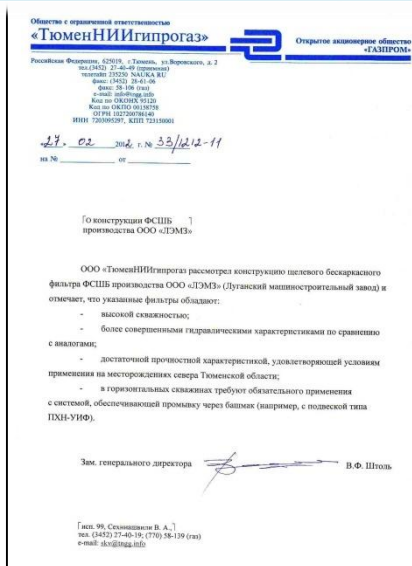 Общество с ограниченной ответственностью
«ТюменНИИгипрогаз»
Открытое акционерное общество
«ГАЗПРОМ»
Российская Федерация, 625019, г.Тюмень, ул.Воровского, д. 2
тел.(3452) 27-40-49 (приемная)
телетайп 235230 NAUKA RU
факс: (3452) 28-61-06
факс: 58-106 (газ)
e-mail: info@tngg.info
Код по ОКОНХ 95120
Код по ОКПО 00158758
ОГРН 1027200786140
ИНН 7203095297, КПП 723150001
«27» 02 2012 г. № 33/1212-11
на № от
О конструкции ФСЩБ
производства ООО «ЛЭМЗ»
ООО «ТюменНИИгипрогаз рассмотрел конструкцию щелевого бескаркасного
фильтра ФСЩБ производства ООО «ЛЭМЗ» (Луганский машиностроительный завод) и
отмечает, что указанные фильтры обладают:
- высокой скважностью;
- более совершенными гидравлическими характеристиками по сравнению
с аналогами;
- достаточной прочностной характеристикой, удовлетворяющей условиям
применения на месторождениях севера Тюменской области;
- в горизонтальных скважинах требуют обязательного применения
с системой, обеспечивающей промывку через башмак (например, с подвеской типа
ПХН-УИФ).
Зам. генерального директора В.Ф. Штоль
исп. 99, Сехниашвили В. А.,
тел. (3452) 27-40-19; (770) 58-139 (газ)
e-mail: skv@tngg.info